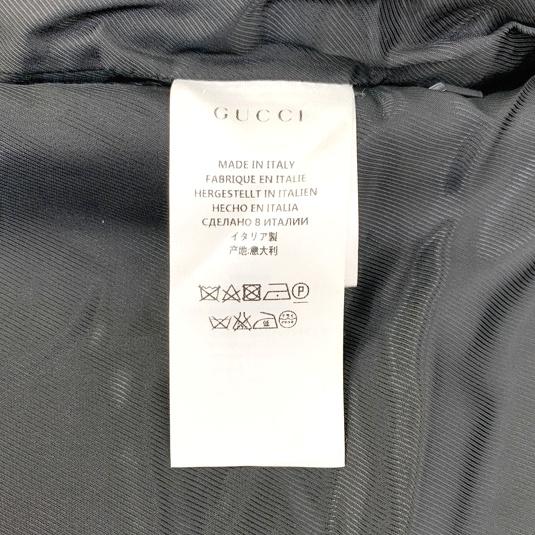 GUCCI
MADE IN ITALY
FABRIQUE EN ITALIE
HERGESTELLT IN ITALIEN
HECHO EN ITALIA
СДЕЛАНО В ИТАЛИИ
イタリア製
产地:意大利
P